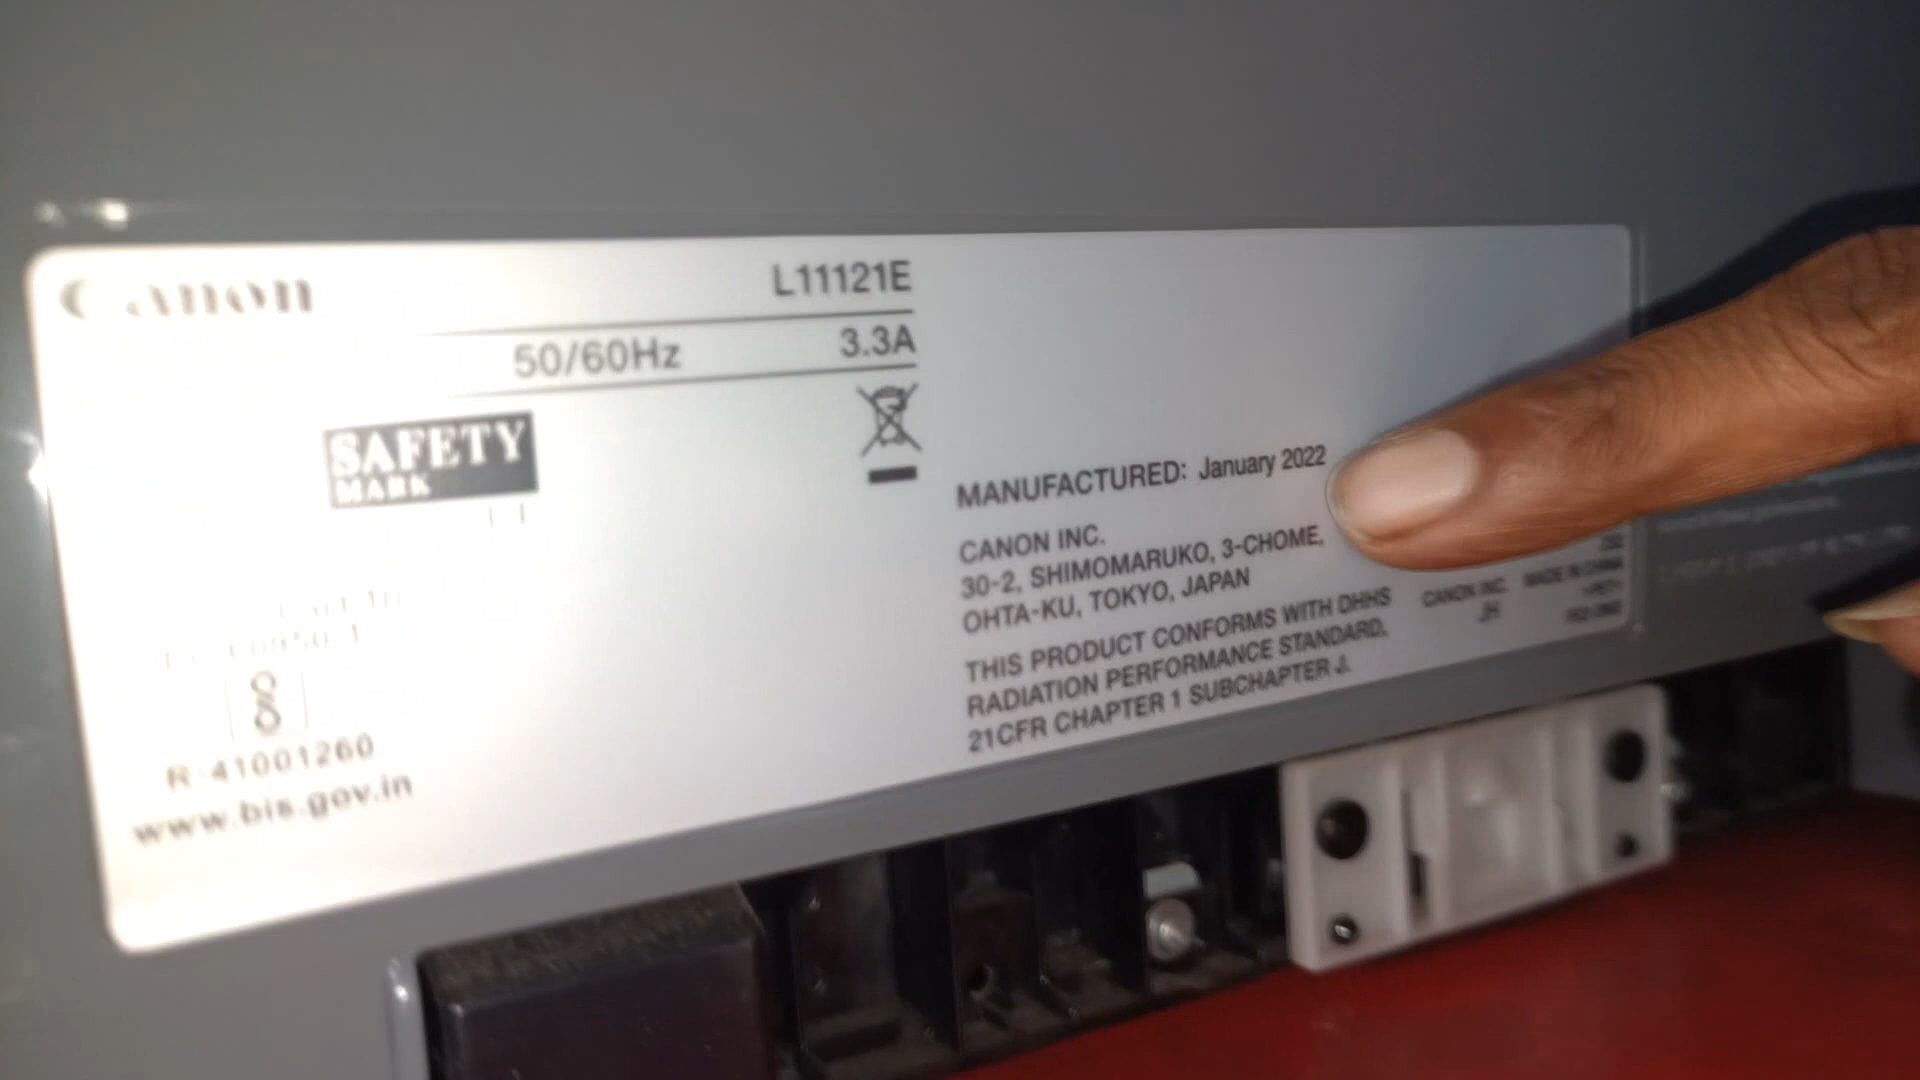 Canon
L11121E
50/60Hz 3.3A
SAFETY
MARK
R-41001260
www.bis.gov.in
MANUFACTURED: January 2022
CANON INC.
30-2, SHIMOMARUKO, 3-CHOME,
OHTA-KU, TOKYO, JAPAN
THIS PRODUCT CONFORMS WITH DHHS
RADIATION PERFORMANCE STANDARD,
21CFR CHAPTER 1 SUBCHAPTER J.
CANON INC. MADE IN CHINA
JH